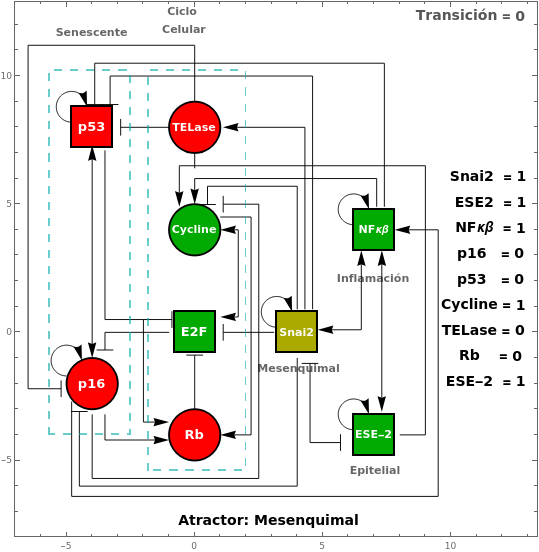 Transición = 0
Ciclo
Celular
Senescente
10
p53
TELase
Snai2 = 1
ESE2 = 1
5
NFκβ = 1
Cycline
NFκβ
p16 = 0
Inflamación
p53 = 0
Cycline = 1
0
E2F
Snai2
TELase = 0
Mesenquimal
Rb = 0
p16
ESE−2 = 1
−5
Rb
ESE−2
Epitelial
Atractor: Mesenquimal
−5
0
5
10